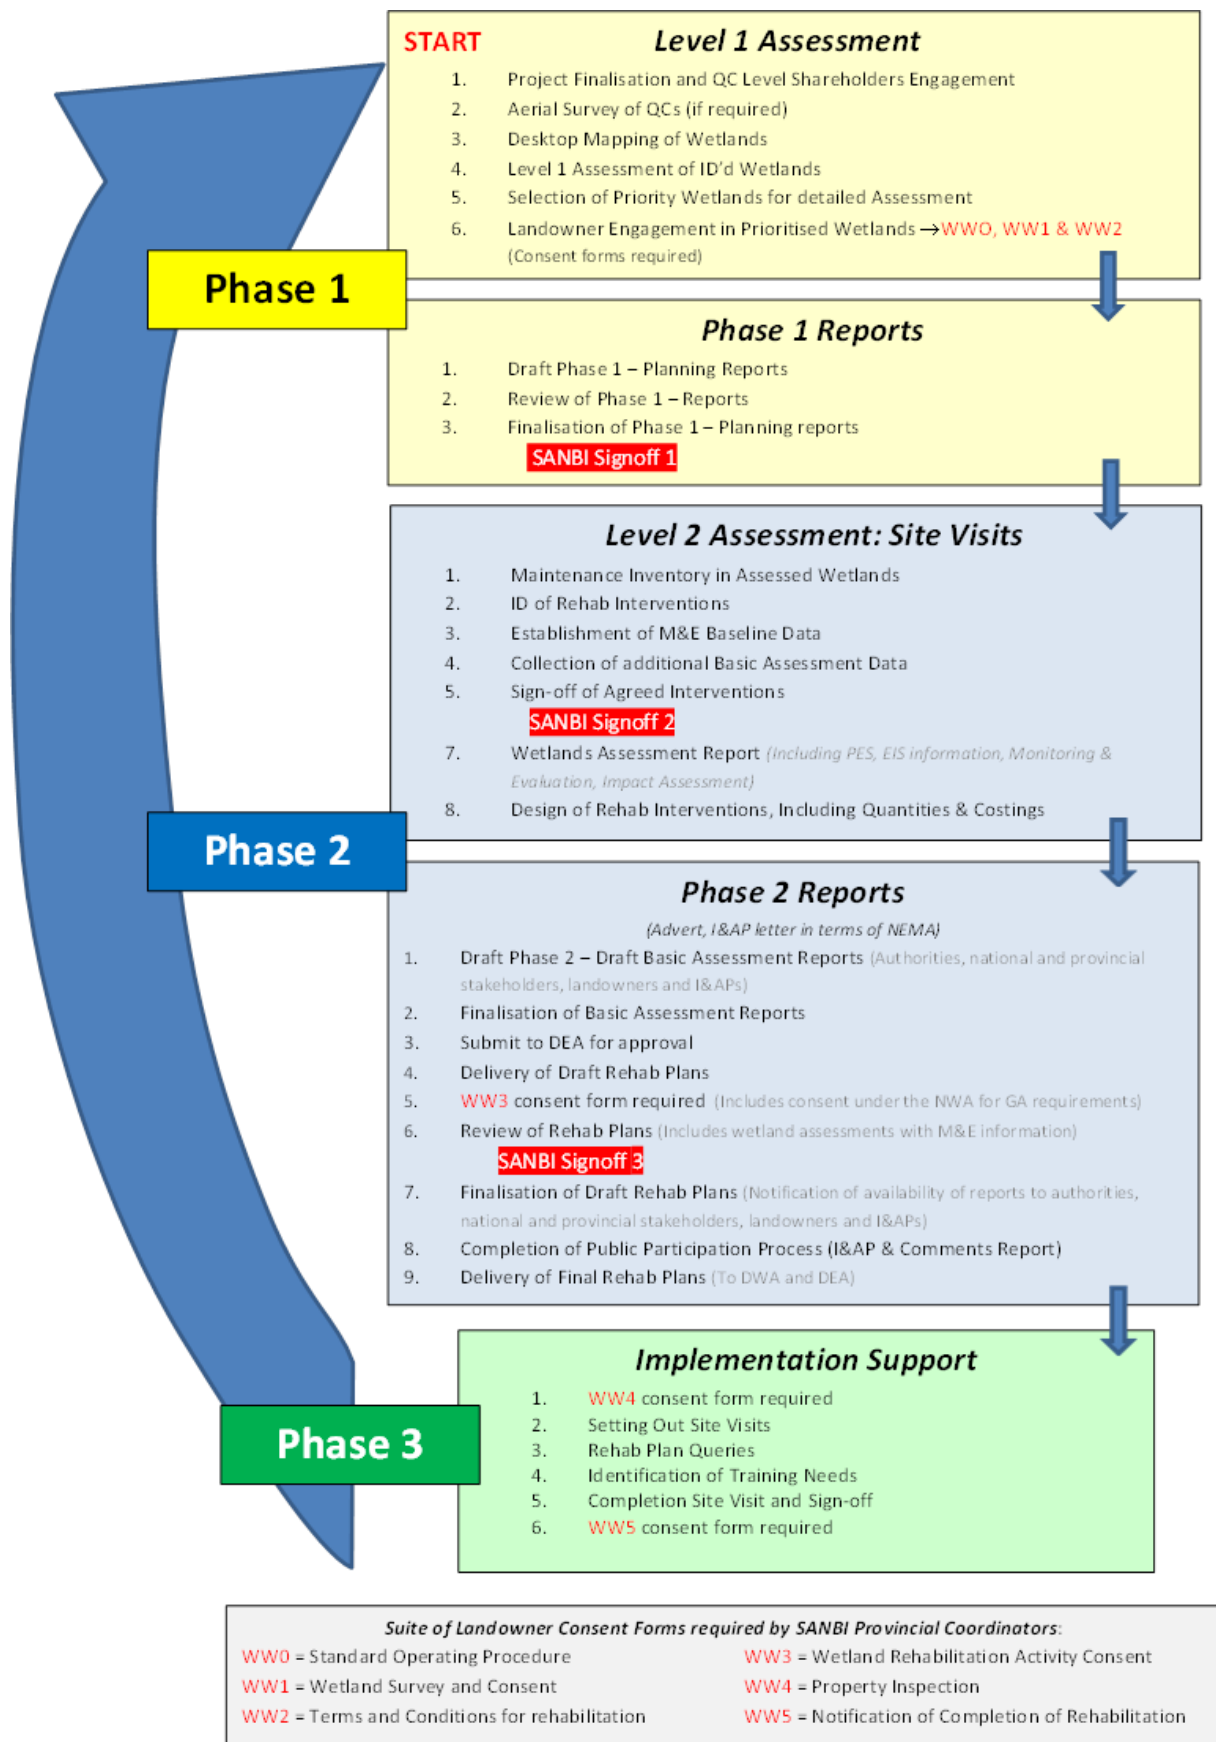 START Level 1 Assessment
1. Project Finalisation and QC Level Shareholders Engagement
2. Aerial Survey of QCs (if required)
3. Desktop Mapping of Wetlands
4. Level 1 Assessment of ID'd Wetlands
5. Selection of Priority Wetlands for detailed Assessment
6. Landowner Engagement in Prioritised Wetlands →WWO, WW1 & WW2
(Consent forms required)
Phase 1
Phase 1 Reports
1. Draft Phase 1 – Planning Reports
2. Review of Phase 1 – Reports
3. Finalisation of Phase 1 – Planning reports
SANBI Signoff 1
Level 2 Assessment: Site Visits
1. Maintenance Inventory in Assessed Wetlands
2. ID of Rehab Interventions
3. Establishment of M&E Baseline Data
4. Collection of additional Basic Assessment Data
5. Sign-off of Agreed Interventions
SANBI Signoff 2
7. Wetlands Assessment Report (Including PES, EIS information, Monitoring &
Evaluation, Impact Assessment)
8. Design of Rehab Interventions, Including Quantities & Costings
Phase 2
Phase 2 Reports
(Advert, I&AP letter in terms of NEMA)
1. Draft Phase 2 – Draft Basic Assessment Reports (Authorities, national and provincial
stakeholders, landowners and I&APs)
2. Finalisation of Basic Assessment Reports
3. Submit to DEA for approval
4. Delivery of Draft Rehab Plans
5. WW3 consent form required (Includes consent under the NWA for GA requirements)
6. Review of Rehab Plans (Includes wetland assessments with M&E information)
SANBI Signoff 3
7. Finalisation of Draft Rehab Plans (Notification of availability of reports to authorities,
national and provincial stakeholders, landowners and I&APs)
8. Completion of Public Participation Process (I&AP & Comments Report)
9. Delivery of Final Rehab Plans (To DWA and DEA)
Implementation Support
1. WW4 consent form required
2. Setting Out Site Visits
3. Rehab Plan Queries
4. Identification of Training Needs
5. Completion Site Visit and Sign-off
6. WW5 consent form required
Phase 3
Suite of Landowner Consent Forms required by SANBI Provincial Coordinators:
WW0 = Standard Operating Procedure
WW1 = Wetland Survey and Consent
WW2 = Terms and Conditions for rehabilitation
WW3 = Wetland Rehabilitation Activity Consent
WW4 = Property Inspection
WW5 = Notification of Completion of Rehabilitation